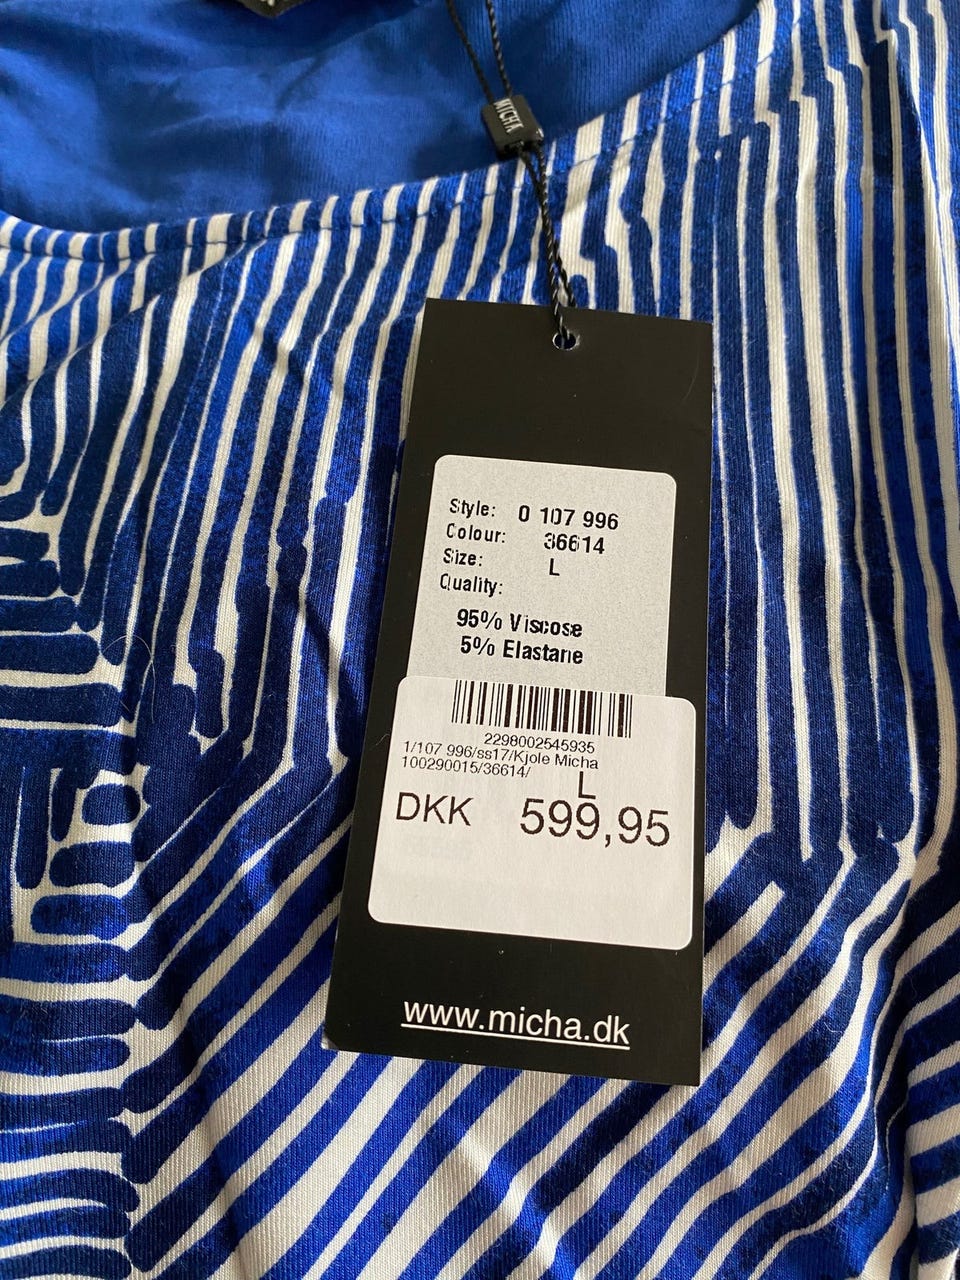 MICHA
Style: 0 107 996
Colour: 36614
Size: L
Quality:
95% Viscose
5% Elastane
2298002545935
1/107 996/ss17/Kjole Micha
100290015/36614/
L
DKK 599,95
www.micha.dk